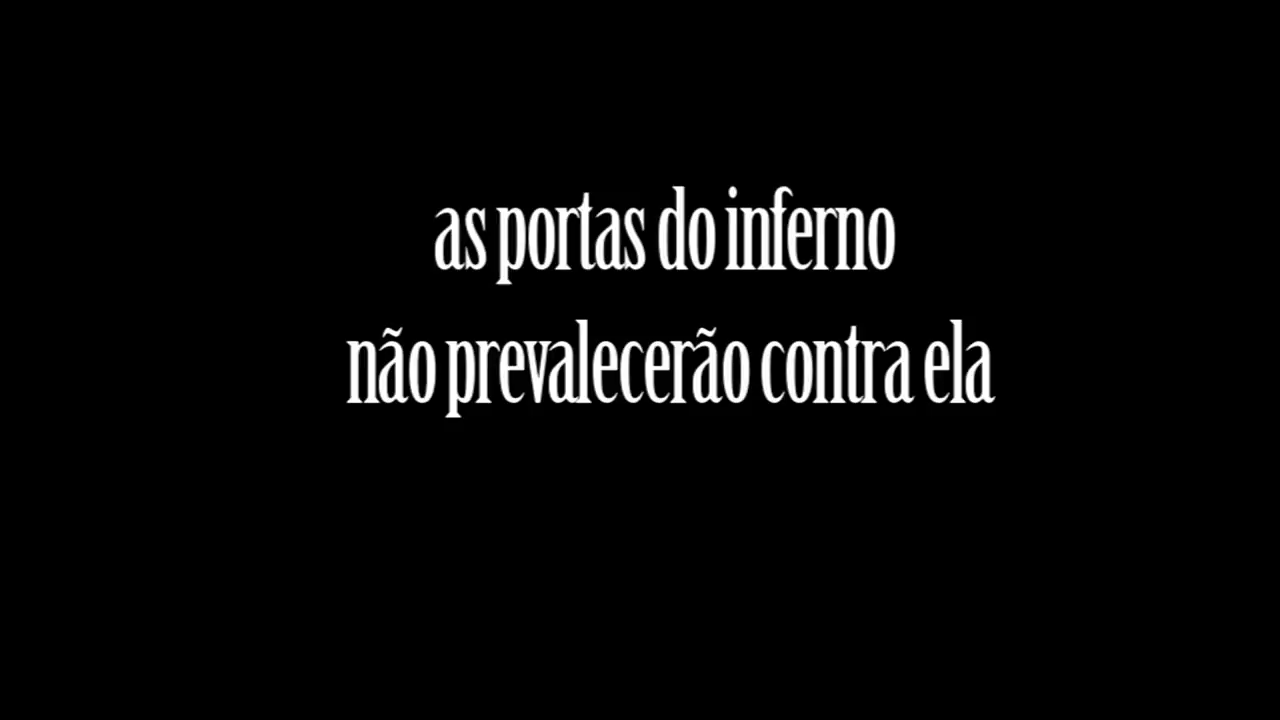 as portas do inferno
não prevalecerão contra ela